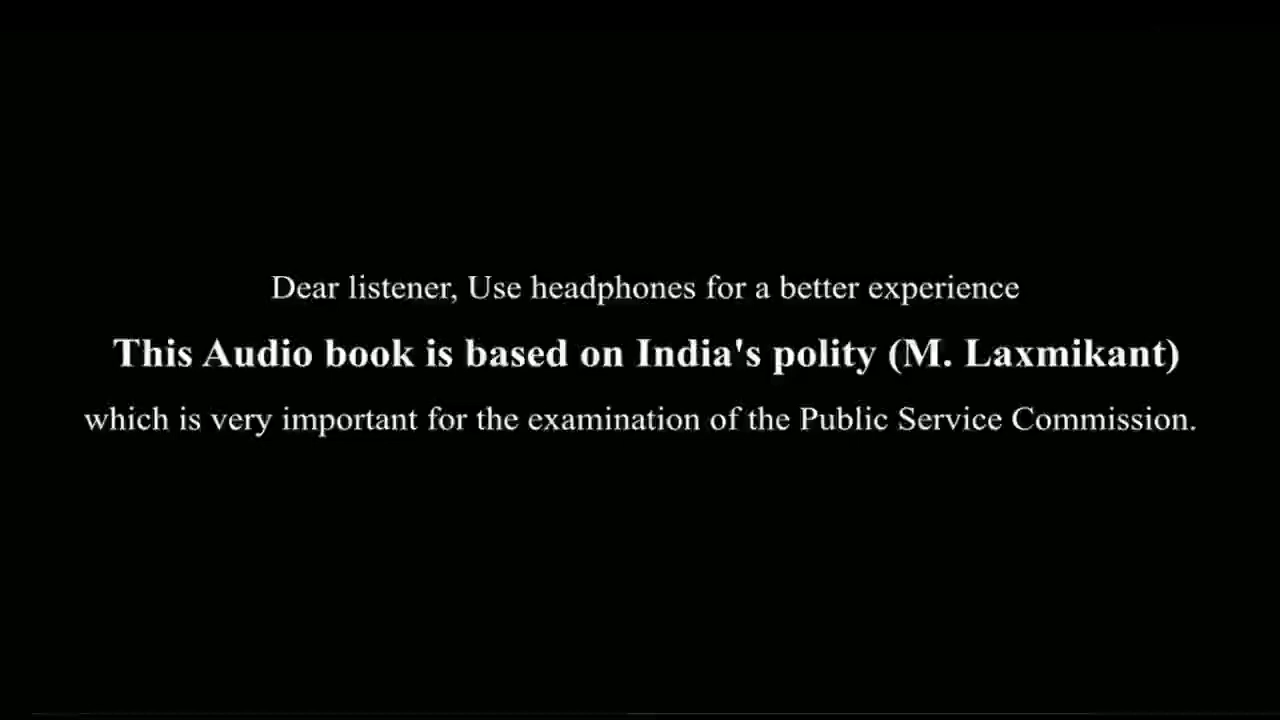 Dear listener, Use headphones for a better experience
This Audio book is based on India's polity (M. Laxmikant)
which is very important for the examination of the Public Service Commission.